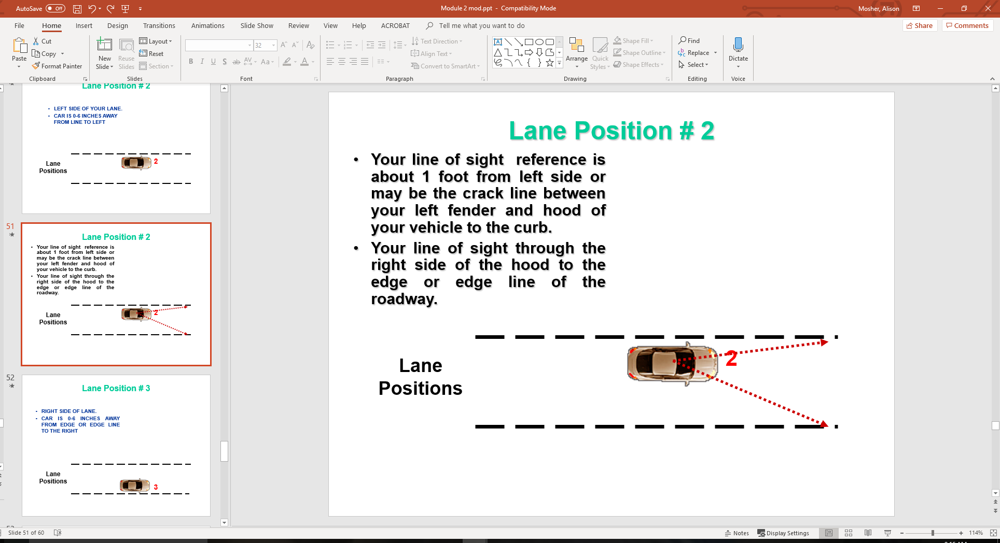 AutoSave Off
Module 2 mod.ppt - Compatibility Mode
Mosher, Alison
File Home Insert Design Transitions Animations Slide Show Review View Help ACROBAT Tell me what you want to do
Share Comments
Paste
Cut
Copy
Format Painter
Clipboard
New Slide
Reuse Slides
Layout
Reset
Section
Slides
32
Font
Text Direction
Align Text
Convert to SmartArt
Paragraph
Arrange
Quick Styles
Shape Fill
Shape Outline
Shape Effects
Drawing
Find
Replace
Select
Editing
Dictate
Voice
Lane Position # 2
• LEFT SIDE OF YOUR LANE.
• CAR IS 0-6 INCHES AWAY
FROM LINE TO LEFT
Lane
Positions
2
51
Lane Position # 2
• Your line of sight reference is
about 1 foot from left side or
may be the crack line between
your left fender and hood of
your vehicle to the curb.
• Your line of sight through the
right side of the hood to the
edge or edge line of the
roadway.
Lane
Positions
2
52
Lane Position # 3
• RIGHT SIDE OF LANE.
• CAR IS 0-6 INCHES AWAY
FROM EDGE OR EDGE LINE
TO THE RIGHT
Lane
Positions
3
Lane Position # 2
• Your line of sight reference is
about 1 foot from left side or
may be the crack line between
your left fender and hood of
your vehicle to the curb.
• Your line of sight through the
right side of the hood to the
edge or edge line of the
roadway.
Lane
Positions
2
Slide 51 of 60
Notes
Display Settings
114%